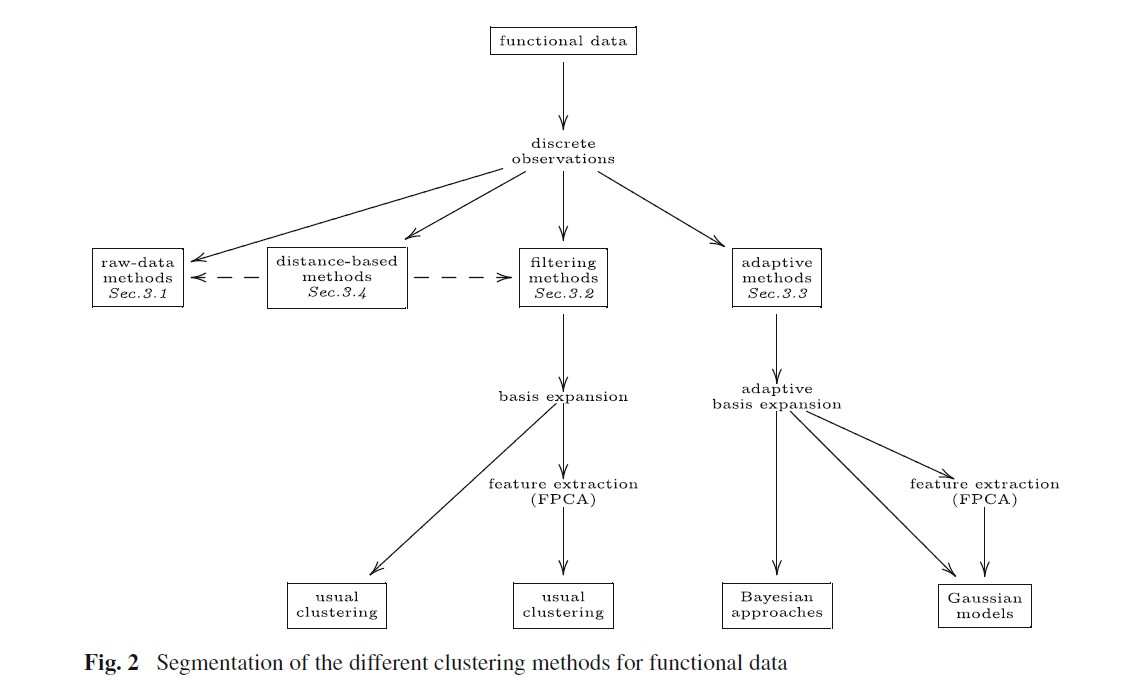 functional data
discrete
observations
raw-data
methods
Sec.3.1
distance-based
methods
Sec.3.4
filtering
methods
Sec.3.2
adaptive
methods
Sec.3.3
basis expansion
adaptive
basis expansion
feature extraction
(FPCA)
feature extraction
(FPCA)
usual
clustering
usual
clustering
Bayesian
approaches
Gaussian
models
Fig. 2 Segmentation of the different clustering methods for functional data